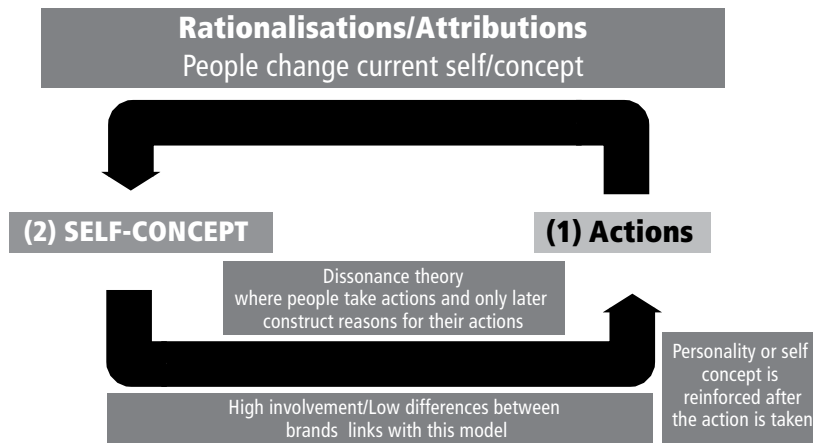 Rationalisations/Attributions
People change current self/concept
(2) SELF-CONCEPT
(1) Actions
Dissonance theory
where people take actions and only later
construct reasons for their actions
Personality or self
concept is
reinforced after
the action is taken
High involvement/Low differences between
brands links with this model